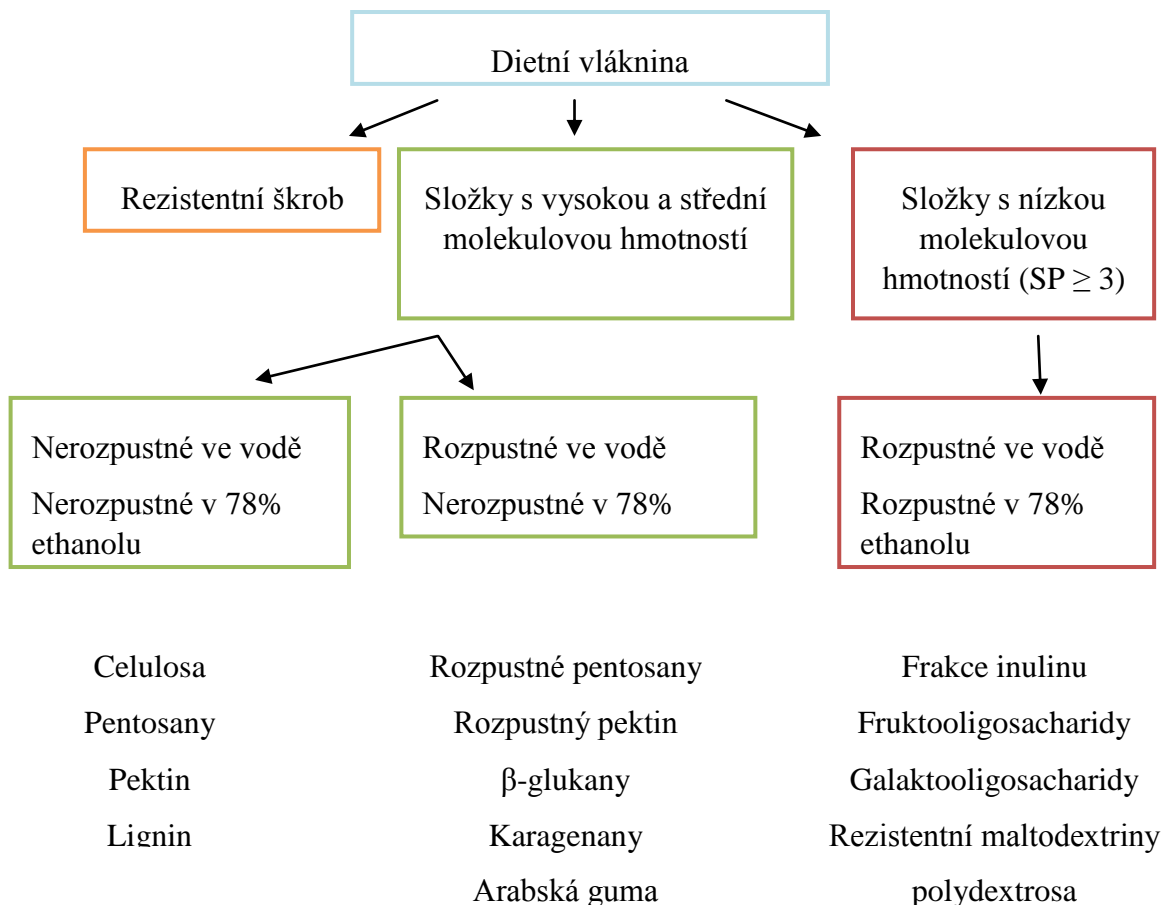 Dietní vláknina
Rezistentní škrob
Složky s vysokou a střední
molekulovou hmotností
Složky s nízkou
molekulovou
hmotností (SP ≥ 3)
Nerozpustné ve vodě
Nerozpustné v 78%
ethanolu
Rozpustné ve vodě
Nerozpustné v 78%
Rozpustné ve vodě
Rozpustné v 78%
ethanolu
Celulosa
Pentosany
Pektin
Lignin
Rozpustné pentosany
Rozpustný pektin
β-glukany
Karagenany
Arabská guma
Frakce inulinu
Fruktooligosacharidy
Galaktooligosacharidy
Rezistentní maltodextriny
polydextrosa